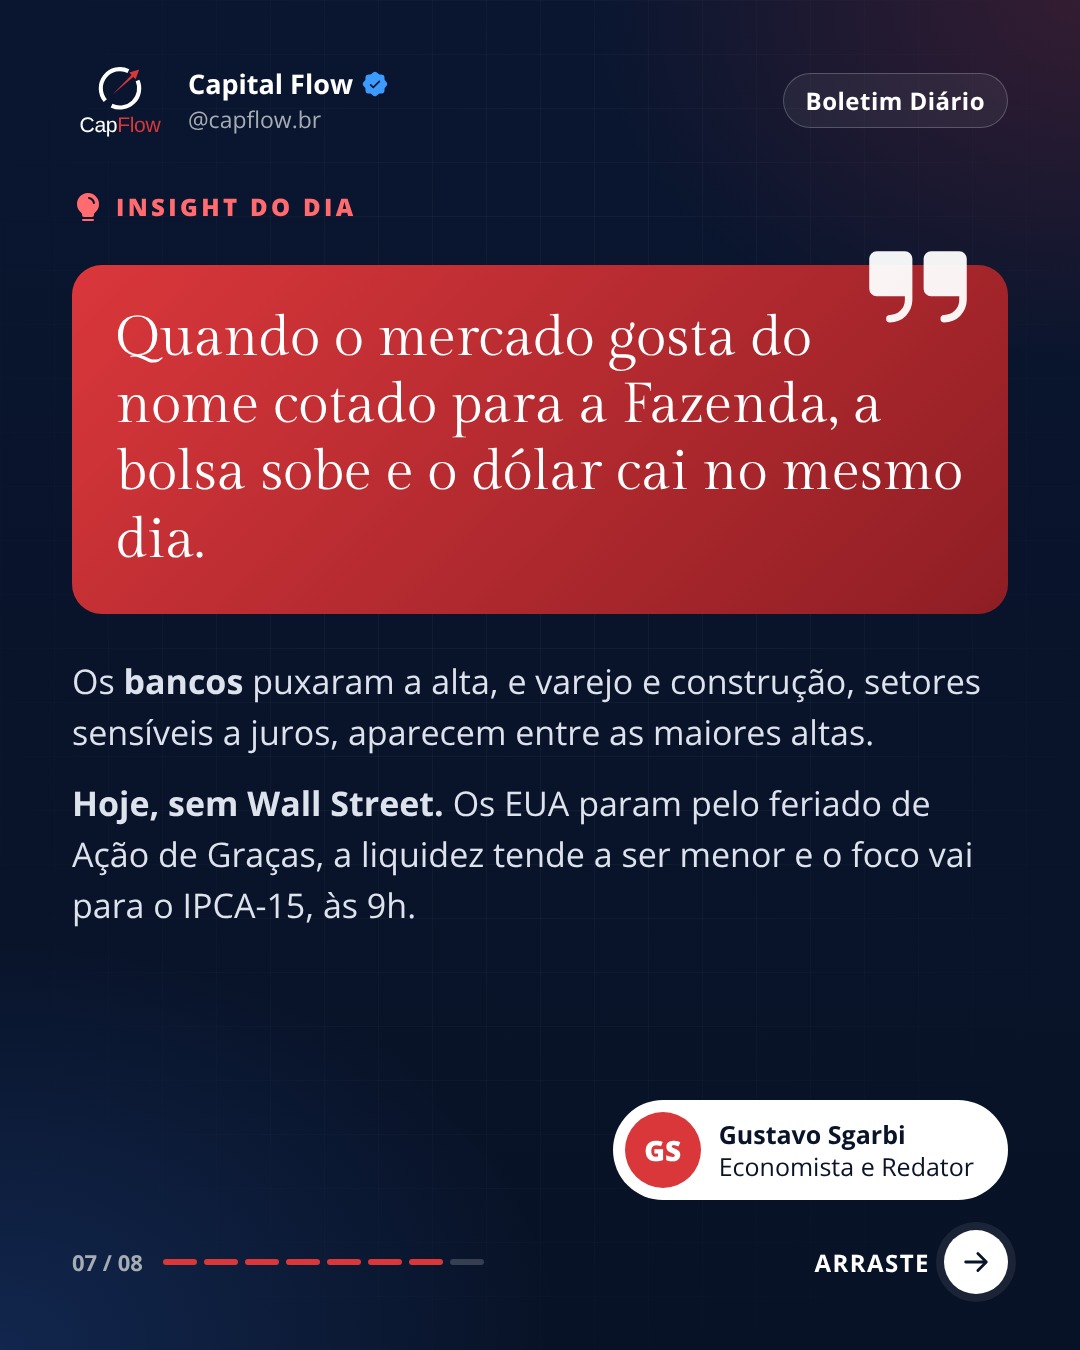 CapFlow
Capital Flow
@capflow.br
Boletim Diário
INSIGHT DO DIA
Quando o mercado gosta do
nome cotado para a Fazenda, a
bolsa sobe e o dólar cai no mesmo
dia.
Os bancos puxaram a alta, e varejo e construção, setores
sensíveis a juros, aparecem entre as maiores altas.
Hoje, sem Wall Street. Os EUA param pelo feriado de
Ação de Graças, a liquidez tende a ser menor e o foco vai
para o IPCA-15, às 9h.
GS
Gustavo Sgarbi
Economista e Redator
07 / 08
ARRASTE